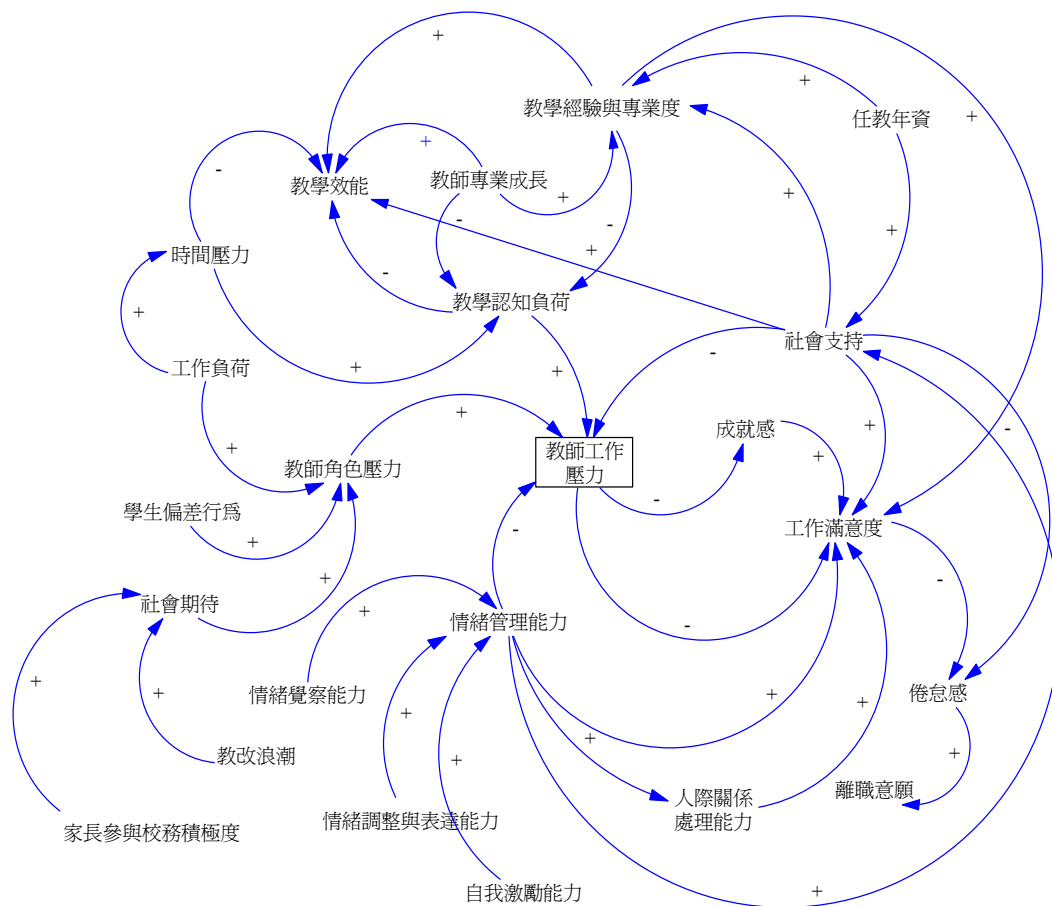 +
教學經驗與專業度
+
任教年資
+
+
-
教學效能
教師專業成長
+
+
-
-
+
+
時間壓力
-
教學認知負荷
+
社會支持
工作負荷
+
+
-
+
+
成就感
+
-
教師角色壓力
教師工作
壓力
+
-
學生偏差行為
+
-
工作滿意度
-
社會期待
+
+
情緒管理能力
-
+
+
情緒覺察能力
+
倦怠感
+
+
+
+
教改浪潮
+
+
離職意願
人際關係
處理能力
家長參與校務積極度
情緒調整與表達能力
自我激勵能力
+